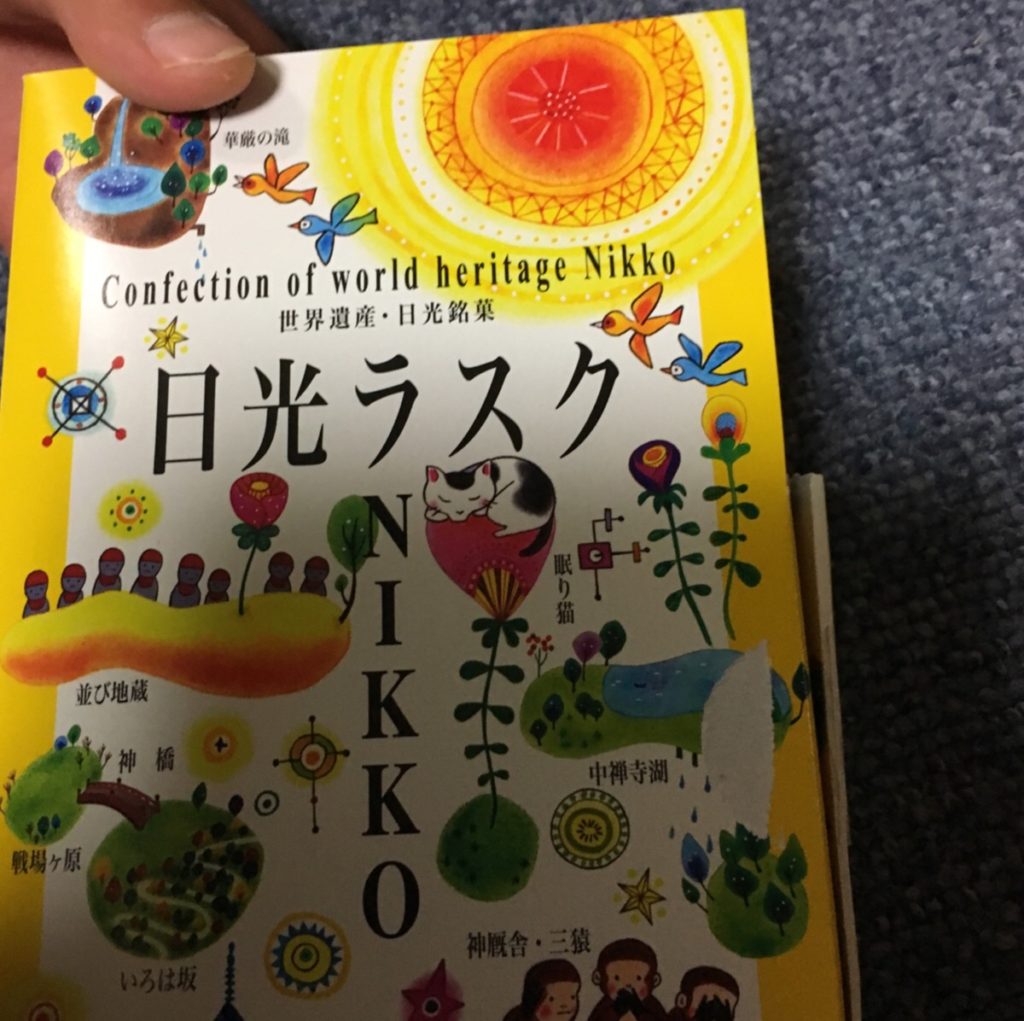 華厳の滝
Confection of world heritage Nikko
世界遺産・日光銘菓
日光ラスク
NIKKO
眠り猫
並び地蔵
神橋
中禅寺湖
戦場ヶ原
神厩舎・三猿
いろは坂